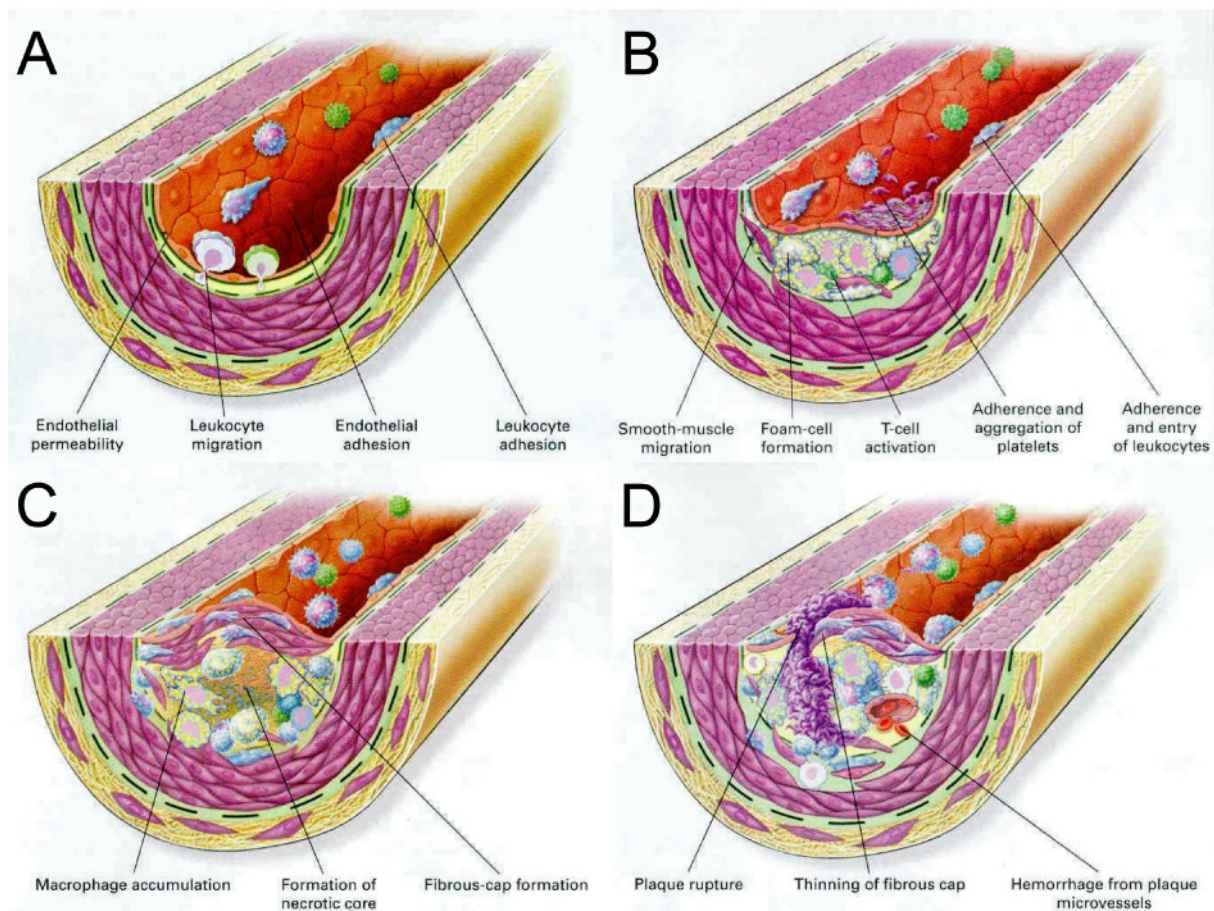 A
B
Endothelial
permeability
Leukocyte
migration
Endothelial
adhesion
Leukocyte
adhesion
Smooth-muscle
migration
Foam-cell
formation
T-cell
activation
Adherence and
aggregation of
platelets
Adherence
and entry
of leukocytes
C
D
Macrophage accumulation
Formation of
necrotic core
Fibrous-cap formation
Plaque rupture
Thinning of fibrous cap
Hemorrhage from plaque
microvessels